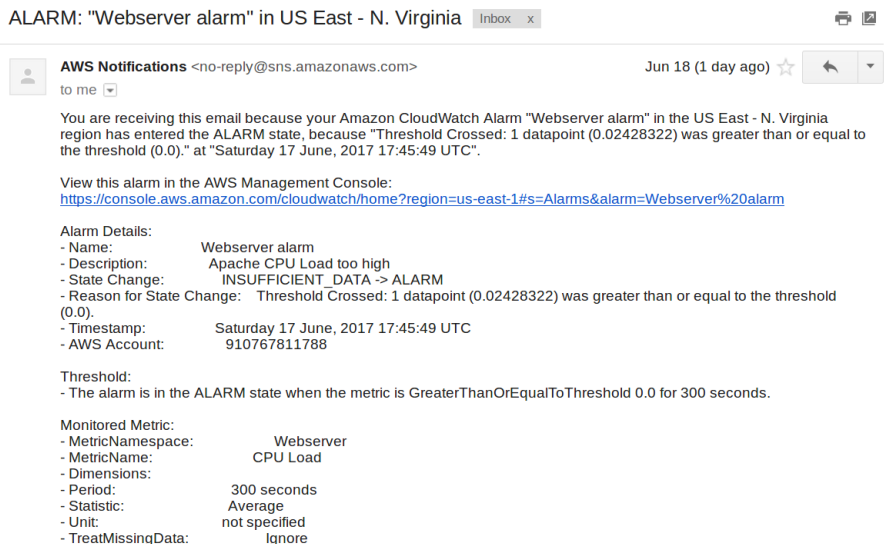 ALARM: "Webserver alarm" in US East - N. Virginia Inbox x
AWS Notifications <no-reply@sns.amazonaws.com> Jun 18 (1 day ago)
to me
You are receiving this email because your Amazon CloudWatch Alarm "Webserver alarm" in the US East - N. Virginia
region has entered the ALARM state, because "Threshold Crossed: 1 datapoint (0.02428322) was greater than or equal to
the threshold (0.0)." at "Saturday 17 June, 2017 17:45:49 UTC".
View this alarm in the AWS Management Console:
https://console.aws.amazon.com/cloudwatch/home?region=us-east-1#s=Alarms&alarm=Webserver%20alarm
Alarm Details:
- Name: Webserver alarm
- Description: Apache CPU Load too high
- State Change: INSUFFICIENT_DATA -> ALARM
- Reason for State Change: Threshold Crossed: 1 datapoint (0.02428322) was greater than or equal to the threshold
(0.0).
- Timestamp: Saturday 17 June, 2017 17:45:49 UTC
- AWS Account: 910767811788
Threshold:
- The alarm is in the ALARM state when the metric is GreaterThanOrEqualToThreshold 0.0 for 300 seconds.
Monitored Metric:
- MetricNamespace: Webserver
- MetricName: CPU Load
- Dimensions:
- Period: 300 seconds
- Statistic: Average
- Unit: not specified
- TreatMissingData: Ignore